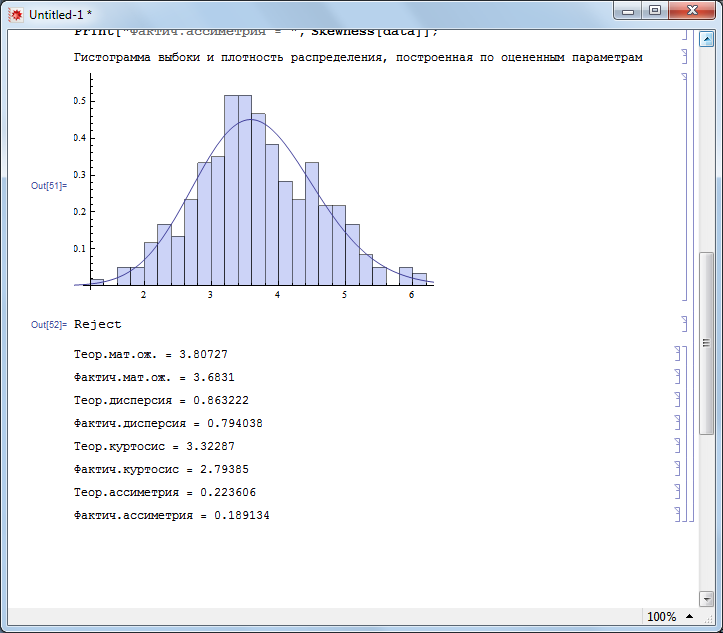 Untitled-1 *
Print["Фактич.ассиметрия = ", Skewness[data]];
Гистограмма выбоки и плотность распределения, построенная по оцененным параметрам
0.5
0.4
0.3
0.2
0.1
Out[51]=
2 3 4 5 6
Out[52]= Reject
Теор.мат.ож. = 3.80727
Фактич.мат.ож. = 3.6831
Теор.дисперсия = 0.863222
Фактич.дисперсия = 0.794038
Теор.куртосис = 3.32287
Фактич.куртосис = 2.79385
Теор.ассиметрия = 0.223606
Фактич.ассиметрия = 0.189134
100%